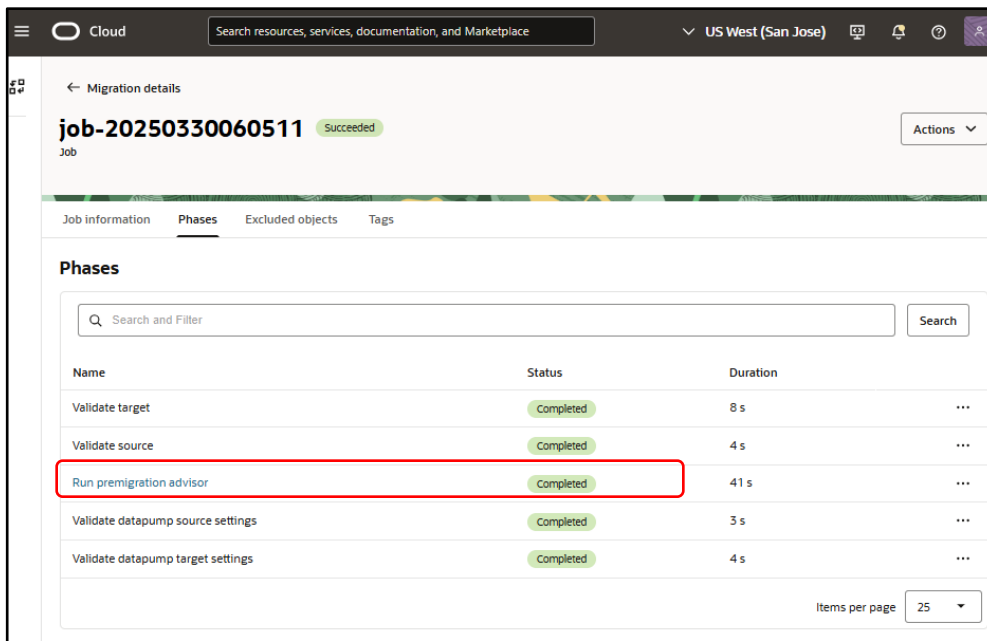 Cloud
Search resources, services, documentation, and Marketplace
US West (San Jose)
Migration details
job-20250330060511 Succeeded
Actions
Job
Job information Phases Excluded objects Tags
Phases
Search and Filter
Search
Name Status Duration
Validate target Completed 8 s
Validate source Completed 4 s
Run premigration advisor Completed 41 s
Validate datapump source settings Completed 3 s
Validate datapump target settings Completed 4 s
Items per page 25